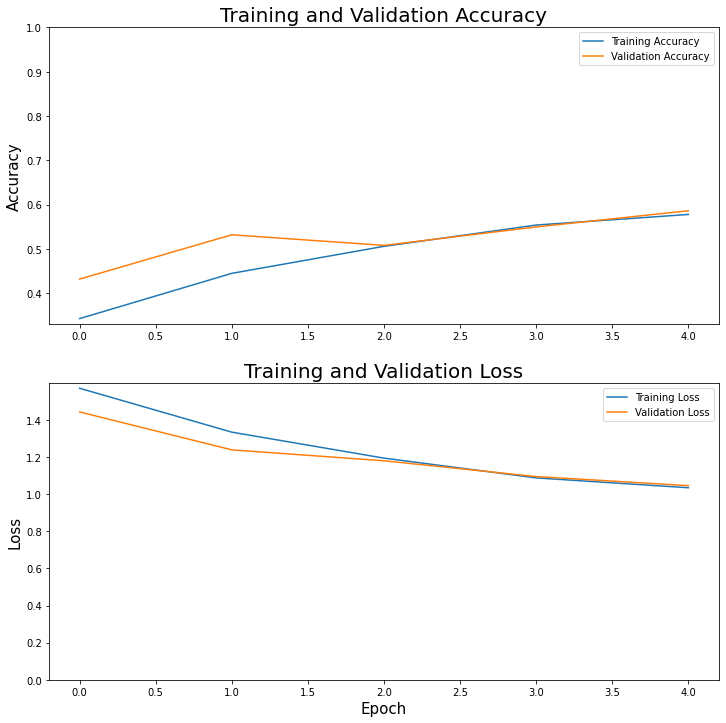 Training and Validation Accuracy
Training Accuracy
Validation Accuracy
Accuracy
1.0
0.9
0.8
0.7
0.6
0.5
0.4
0.0 0.5 1.0 1.5 2.0 2.5 3.0 3.5 4.0
Training and Validation Loss
Training Loss
Validation Loss
Loss
1.4
1.2
1.0
0.8
0.6
0.4
0.2
0.0
0.0 0.5 1.0 1.5 2.0 2.5 3.0 3.5 4.0
Epoch